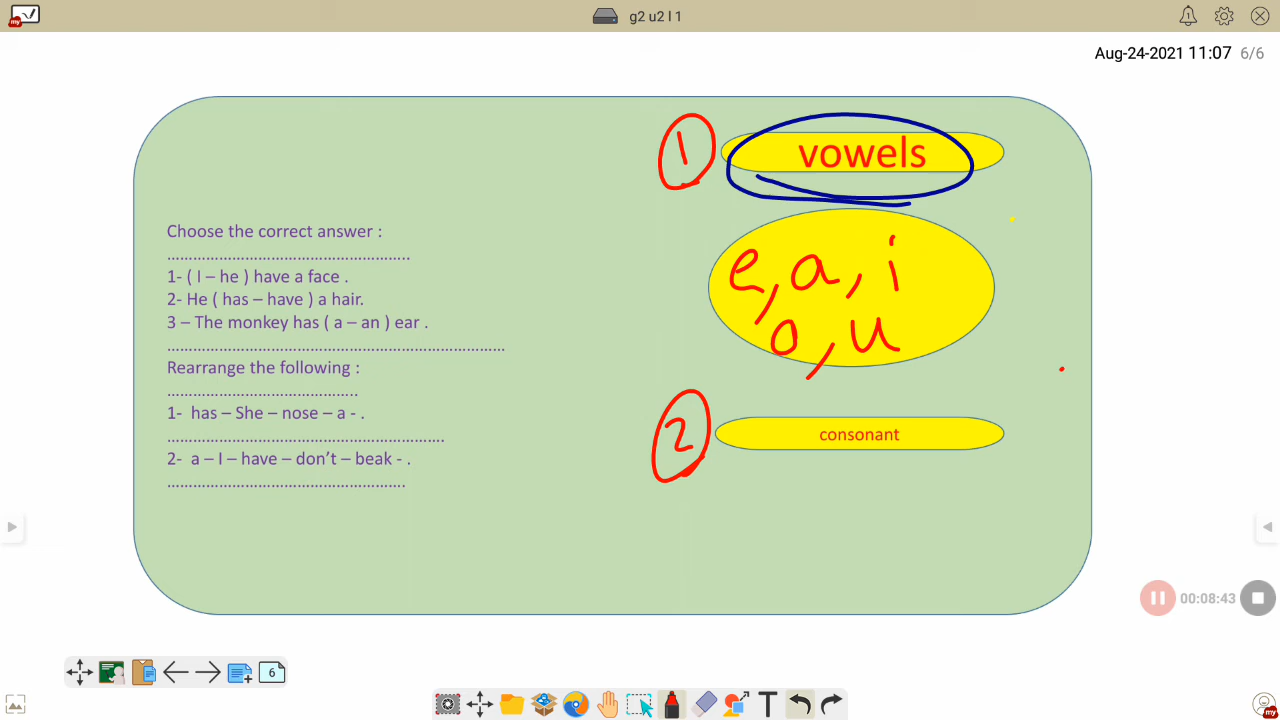 my
g2 u2 l 1
Aug-24-2021 11:07 6/6
1 vowels
Choose the correct answer :
.......................................................
1- ( I – he ) have a face .
2- He ( has – have ) a hair.
3 – The monkey has ( a – an ) ear .
............................................................................
Rearrange the following :
...........................................
1- has – She – nose – a - .
...............................................................
2- a – I – have – don't – beak - .
......................................................
e, a, i
o, u
2 consonant
00:08:43
6
T
my